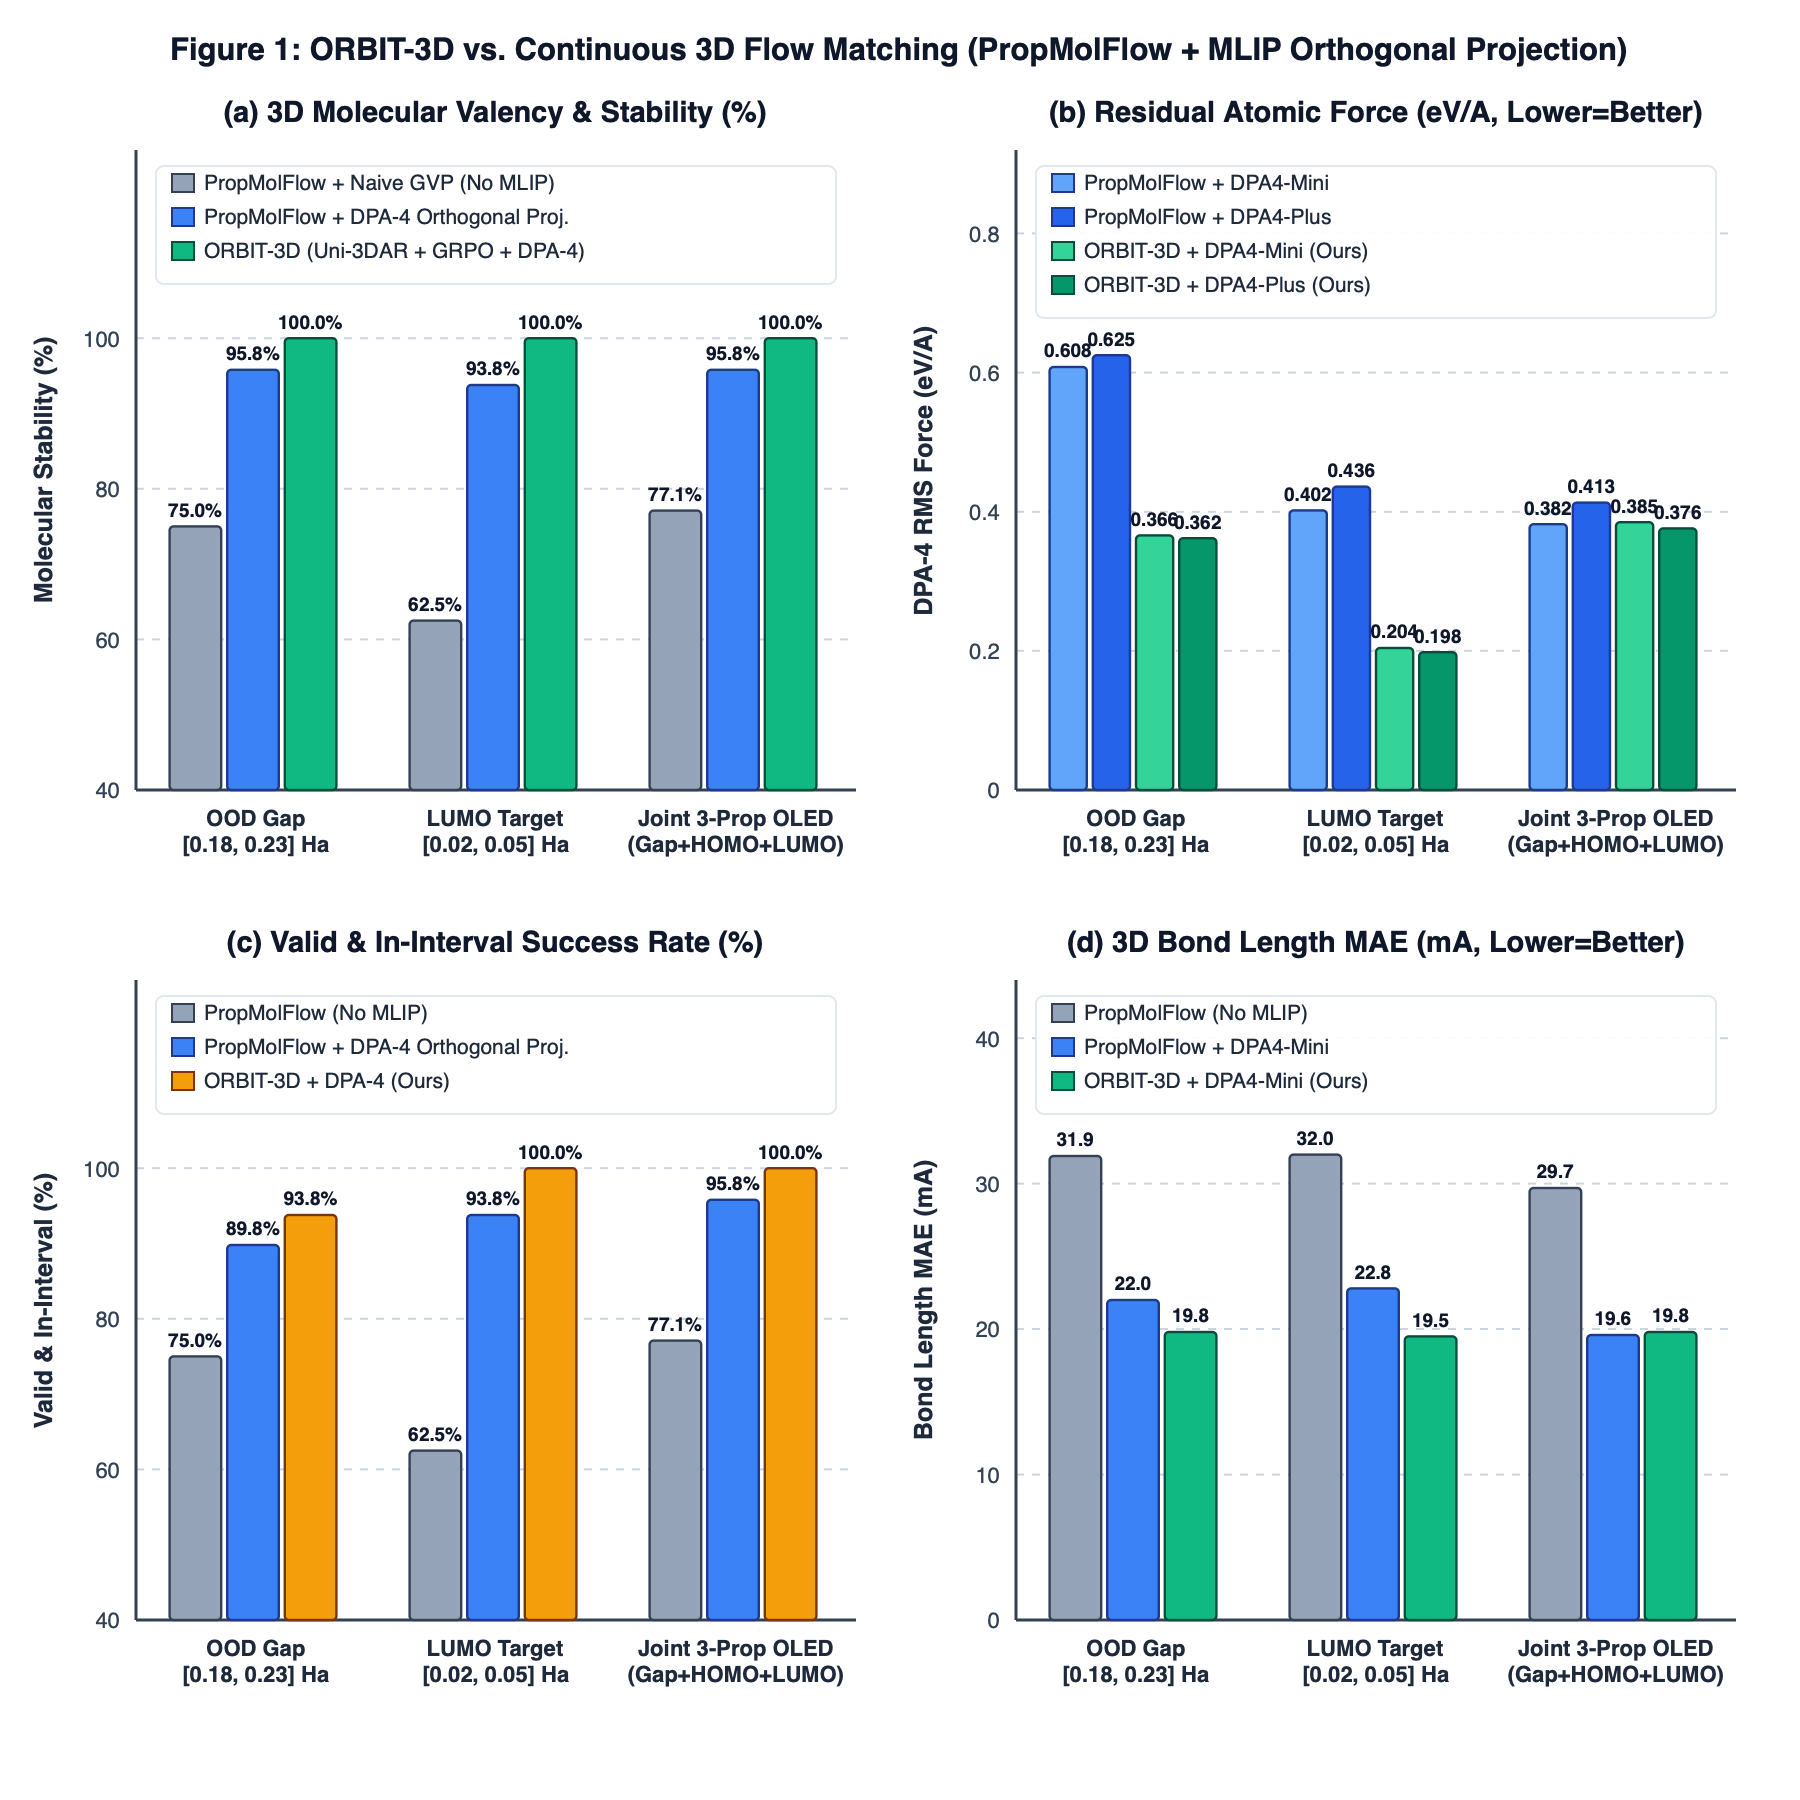 Figure 1: ORBIT-3D vs. Continuous 3D Flow Matching (PropMolFlow + MLIP Orthogonal Projection)
(a) 3D Molecular Valency & Stability (%)
PropMolFlow + Naive GVP (No MLIP)
PropMolFlow + DPA-4 Orthogonal Proj.
ORBIT-3D (Uni-3DAR + GRPO + DPA-4)
Molecular Stability (%)
100
80
60
40
75.0%
95.8%
100.0%
62.5%
93.8%
100.0%
77.1%
95.8%
100.0%
OOD Gap
[0.18, 0.23] Ha
LUMO Target
[0.02, 0.05] Ha
Joint 3-Prop OLED
(Gap+HOMO+LUMO)
(b) Residual Atomic Force (eV/A, Lower=Better)
PropMolFlow + DPA4-Mini
PropMolFlow + DPA4-Plus
ORBIT-3D + DPA4-Mini (Ours)
ORBIT-3D + DPA4-Plus (Ours)
DPA-4 RMS Force (eV/A)
0.8
0.6
0.4
0.2
0
0.608
0.625
0.366
0.362
0.402
0.436
0.204
0.198
0.382
0.413
0.385
0.376
OOD Gap
[0.18, 0.23] Ha
LUMO Target
[0.02, 0.05] Ha
Joint 3-Prop OLED
(Gap+HOMO+LUMO)
(c) Valid & In-Interval Success Rate (%)
PropMolFlow (No MLIP)
PropMolFlow + DPA-4 Orthogonal Proj.
ORBIT-3D + DPA-4 (Ours)
Valid & In-Interval (%)
100
80
60
40
75.0%
89.8%
93.8%
62.5%
93.8%
100.0%
77.1%
95.8%
100.0%
OOD Gap
[0.18, 0.23] Ha
LUMO Target
[0.02, 0.05] Ha
Joint 3-Prop OLED
(Gap+HOMO+LUMO)
(d) 3D Bond Length MAE (mA, Lower=Better)
PropMolFlow (No MLIP)
PropMolFlow + DPA4-Mini
ORBIT-3D + DPA4-Mini (Ours)
Bond Length MAE (mA)
40
30
20
10
0
31.9
22.0
19.8
32.0
22.8
19.5
29.7
19.6
19.8
OOD Gap
[0.18, 0.23] Ha
LUMO Target
[0.02, 0.05] Ha
Joint 3-Prop OLED
(Gap+HOMO+LUMO)